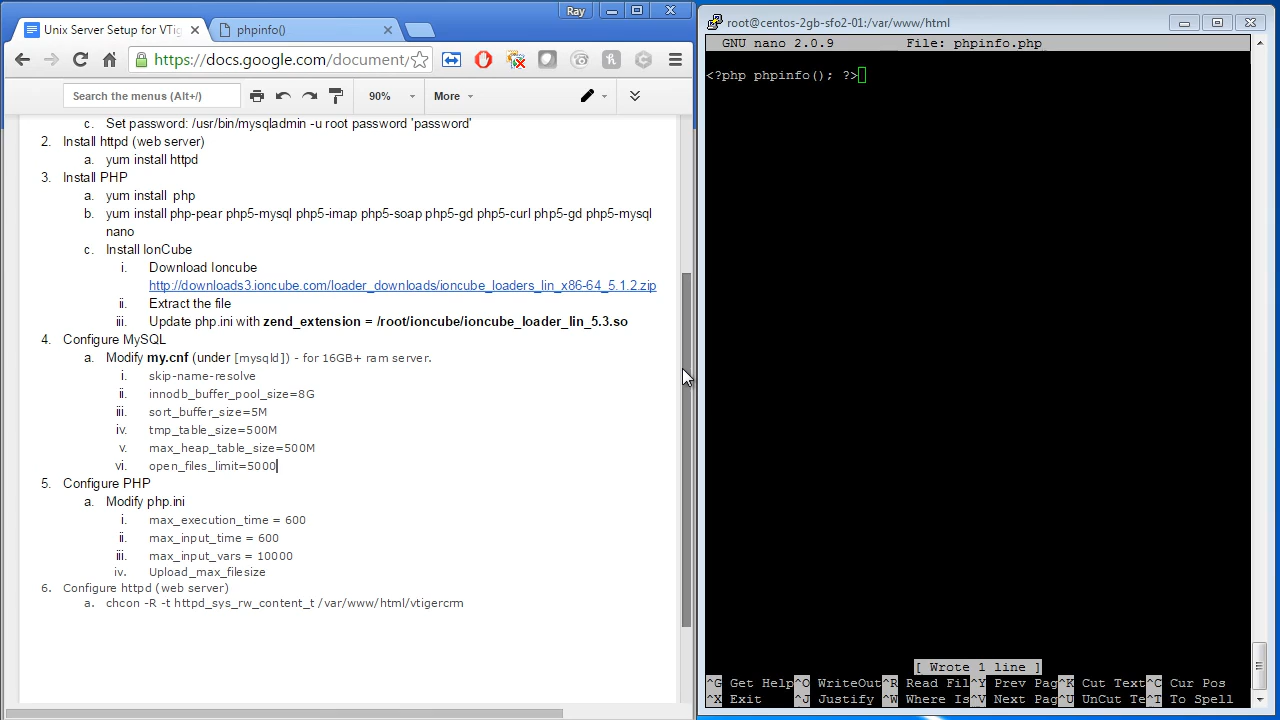 Ray
Unix Server Setup for VTig
phpinfo()
https://docs.google.com/document/
Search the menus (Alt+/)
90%
More
c. Set password: /usr/bin/mysqladmin -u root password 'password'
2. Install httpd (web server)
a. yum install httpd
3. Install PHP
a. yum install php
b. yum install php-pear php5-mysql php5-imap php5-soap php5-gd php5-curl php5-gd php5-mysql
nano
c. Install IonCube
i. Download Ioncube
http://downloads3.ioncube.com/loader_downloads/ioncube_loaders_lin_x86-64_5.1.2.zip
ii. Extract the file
iii. Update php.ini with zend_extension = /root/ioncube/ioncube_loader_lin_5.3.so
4. Configure MySQL
a. Modify my.cnf (under [mysqld]) - for 16GB+ ram server.
i. skip-name-resolve
ii. innodb_buffer_pool_size=8G
iii. sort_buffer_size=5M
iv. tmp_table_size=500M
v. max_heap_table_size=500M
vi. open_files_limit=5000
5. Configure PHP
a. Modify php.ini
i. max_execution_time = 600
ii. max_input_time = 600
iii. max_input_vars = 10000
iv. Upload_max_filesize
6. Configure httpd (web server)
a. chcon -R -t httpd_sys_rw_content_t /var/www/html/vtigercrm
root@centos-2gb-sfo2-01:/var/www/html
GNU nano 2.0.9 File: phpinfo.php
<?php phpinfo(); ?>
[ Wrote 1 line ]
^G Get Help^O WriteOut^R Read Fil^Y Prev Pag^K Cut Text^C Cur Pos
^X Exit ^J Justify ^W Where Is^V Next Pag^U UnCut Te^T To Spell